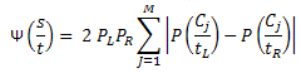 Ψ(s/t) = 2 P_L P_R ∑_{J=1}^{M} |P(C_j/t_L) − P(C_j/t_R)|